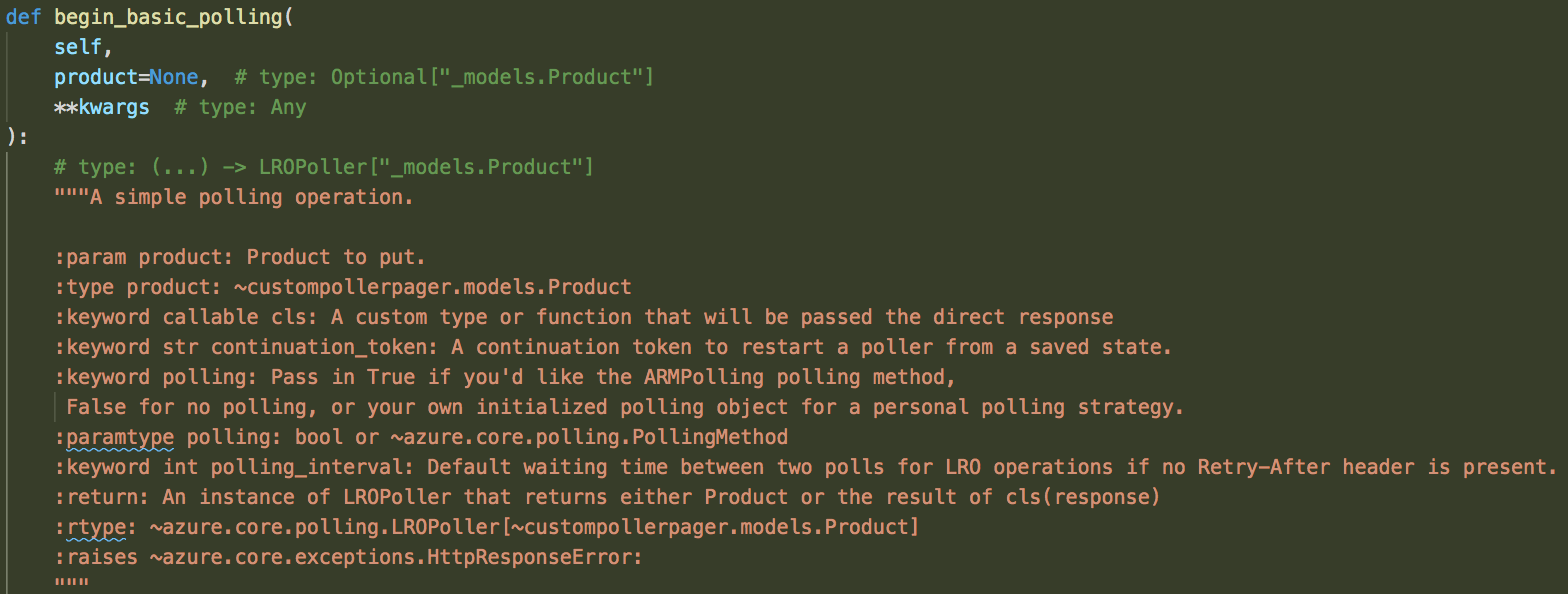 def begin_basic_polling(
    self,
    product=None,  # type: Optional["_models.Product"]
    **kwargs  # type: Any
):
    # type: (...) -> LROPoller["_models.Product"]
    """A simple polling operation.

    :param product: Product to put.
    :type product: ~custompollerpager.models.Product
    :keyword callable cls: A custom type or function that will be passed the direct response
    :keyword str continuation_token: A continuation token to restart a poller from a saved state.
    :keyword polling: Pass in True if you'd like the ARMPolling polling method,
     False for no polling, or your own initialized polling object for a personal polling strategy.
    :paramtype polling: bool or ~azure.core.polling.PollingMethod
    :keyword int polling_interval: Default waiting time between two polls for LRO operations if no Retry-After header is present.
    :return: An instance of LROPoller that returns either Product or the result of cls(response)
    :rtype: ~azure.core.polling.LROPoller[~custompollerpager.models.Product]
    :raises ~azure.core.exceptions.HttpResponseError:
    """